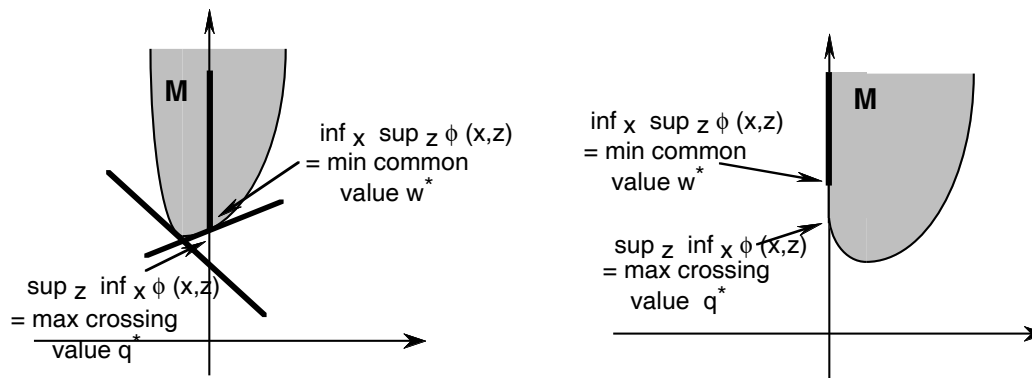 M
inf x sup z ϕ (x,z)
= min common
value w*
sup z inf x ϕ (x,z)
= max crossing
value q*
M
inf x sup z ϕ (x,z)
= min common
value w*
sup z inf x ϕ (x,z)
= max crossing
value q*